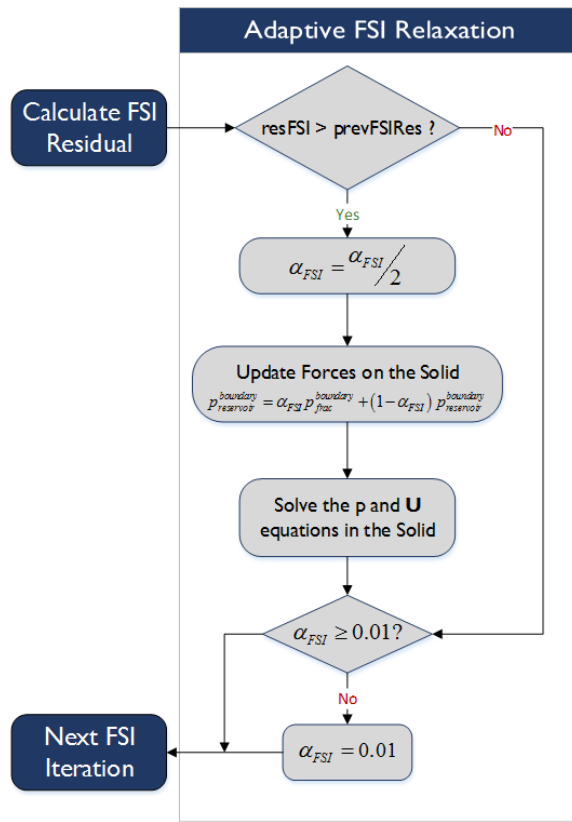 Adaptive FSI Relaxation
Calculate FSI
Residual
resFSI > prevFSIRes ?
No
Yes
α_FSI = α_FSI / 2
Update Forces on the Solid
p_reservoir^boundary = α_FSI p_frac^boundary + (1 − α_FSI) p_reservoir^boundary
Solve the p and U
equations in the Solid
α_FSI ≥ 0.01?
No
Next FSI
Iteration
α_FSI = 0.01